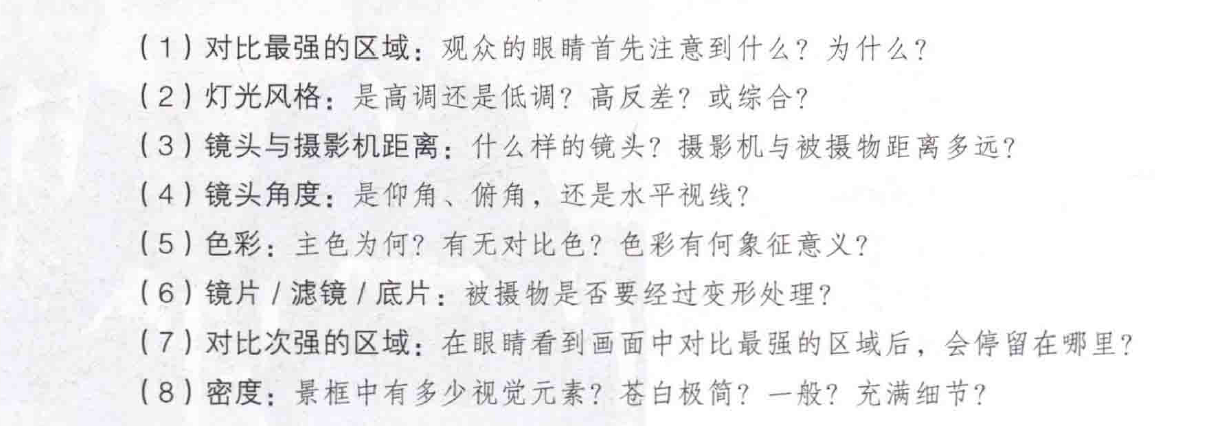 （1）对比最强的区域：观众的眼睛首先注意到什么？为什么？
（2）灯光风格：是高调还是低调？高反差？或综合？
（3）镜头与摄影机距离：什么样的镜头？摄影机与被摄物距离多远？
（4）镜头角度：是仰角、俯角，还是水平视线？
（5）色彩：主色为何？有无对比色？色彩有何象征意义？
（6）镜片 / 滤镜 / 底片：被摄物是否要经过变形处理？
（7）对比次强的区域：在眼睛看到画面中对比最强的区域后，会停留在哪里？
（8）密度：景框中有多少视觉元素？苍白极简？一般？充满细节？